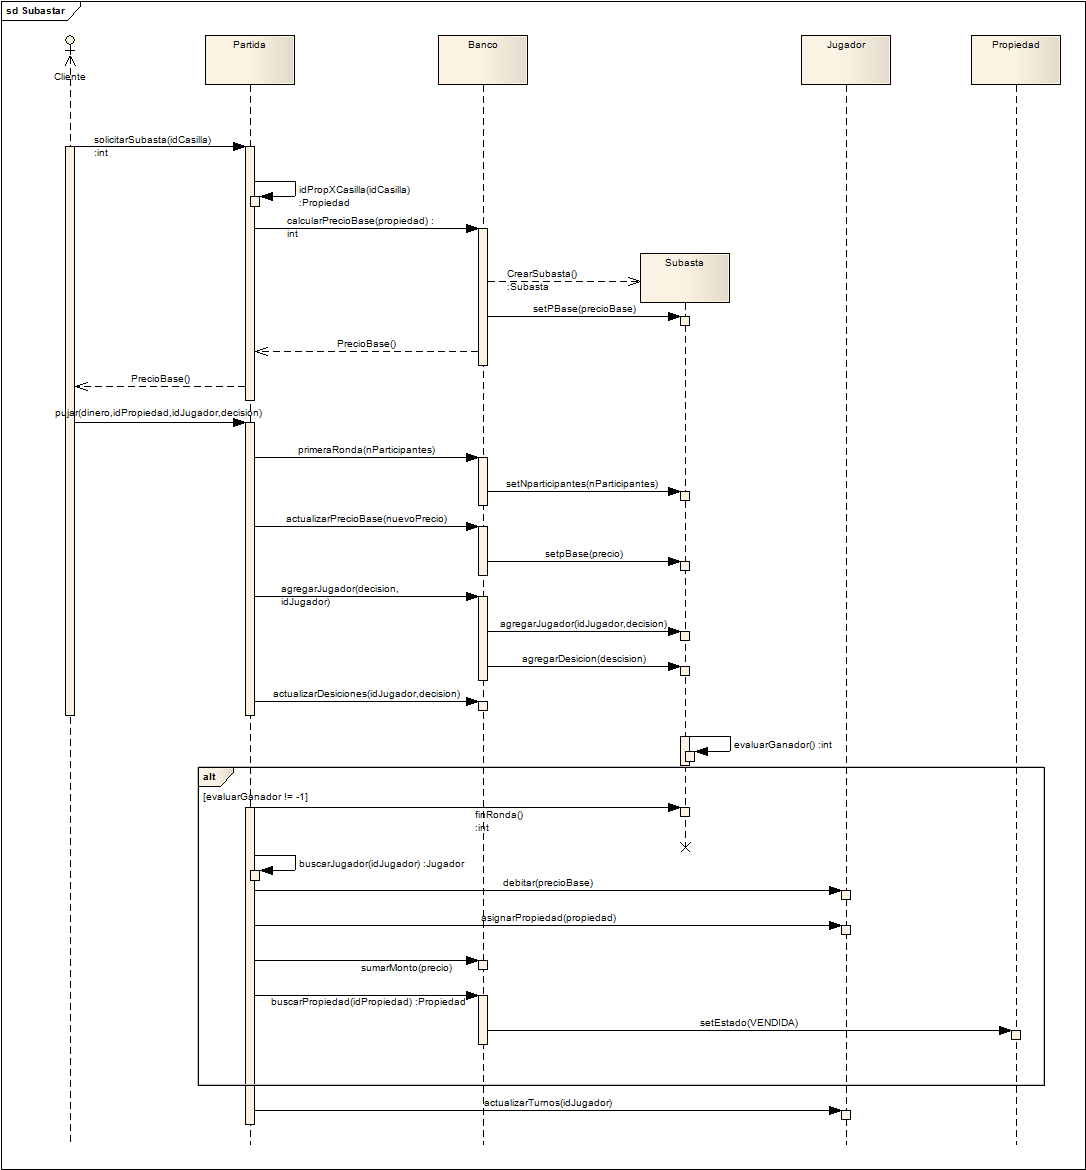 sd Subastar
Cliente
Partida
Banco
Jugador
Propiedad
solicitarSubasta(idCasilla)
:int
idPropXCasilla(idCasilla)
:Propiedad
calcularPrecioBase(propiedad) :
int
Subasta
CrearSubasta()
:Subasta
setPBase(precioBase)
PrecioBase()
PrecioBase()
pujar(dinero,idPropiedad,idJugador,decision)
primeraRonda(nParticipantes)
setNparticipantes(nParticipantes)
actualizarPrecioBase(nuevoPrecio)
setpBase(precio)
agregarJugador(decision,
idJugador)
agregarJugador(idJugador,decision)
agregarDesicion(descision)
actualizarDesiciones(idJugador,decision)
evaluarGanador() :int
alt
[evaluarGanador != -1]
finRonda()
:int
buscarJugador(idJugador) :Jugador
debitar(precioBase)
asignarPropiedad(propiedad)
sumarMonto(precio)
buscarPropiedad(idPropiedad) :Propiedad
setEstado(VENDIDA)
actualizarTurnos(idJugador)